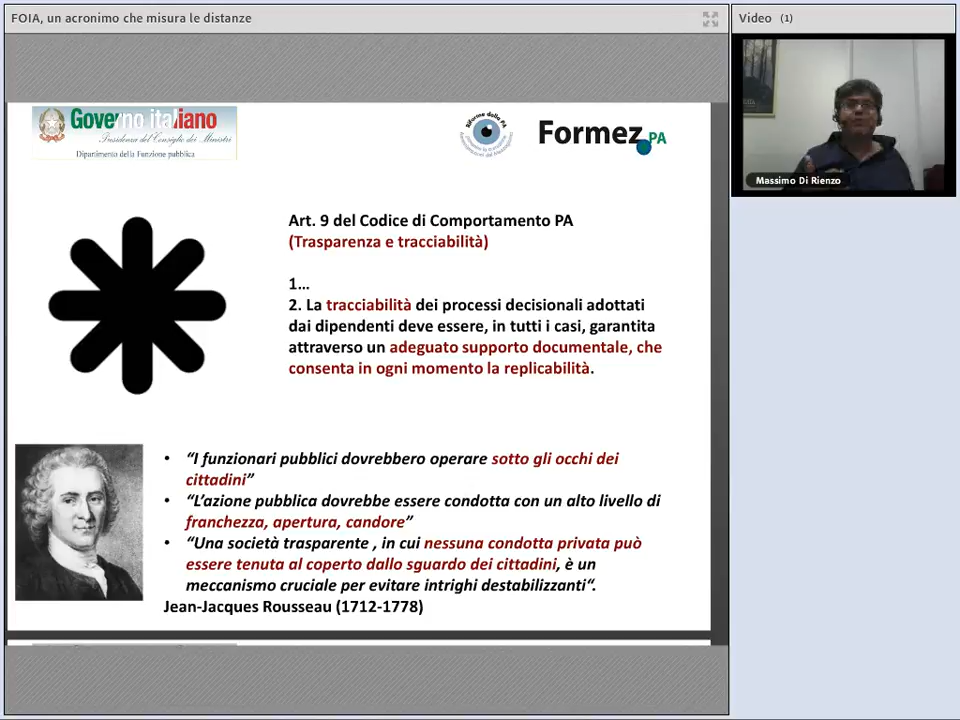 FOIA, un acronimo che misura le distanze
Video (1)
Massimo Di Rienzo
Governo italiano
Presidenza del Consiglio dei Ministri
Dipartimento della Funzione pubblica
Riforme della PA
Formez PA
Art. 9 del Codice di Comportamento PA
(Trasparenza e tracciabilità)
1...
2. La tracciabilità dei processi decisionali adottati
dai dipendenti deve essere, in tutti i casi, garantita
attraverso un adeguato supporto documentale, che
consenta in ogni momento la replicabilità.
• “I funzionari pubblici dovrebbero operare sotto gli occhi dei
cittadini”
• “L’azione pubblica dovrebbe essere condotta con un alto livello di
franchezza, apertura, candore”
• “Una società trasparente , in cui nessuna condotta privata può
essere tenuta al coperto dallo sguardo dei cittadini, è un
meccanismo cruciale per evitare intrighi destabilizzanti“.
Jean-Jacques Rousseau (1712-1778)